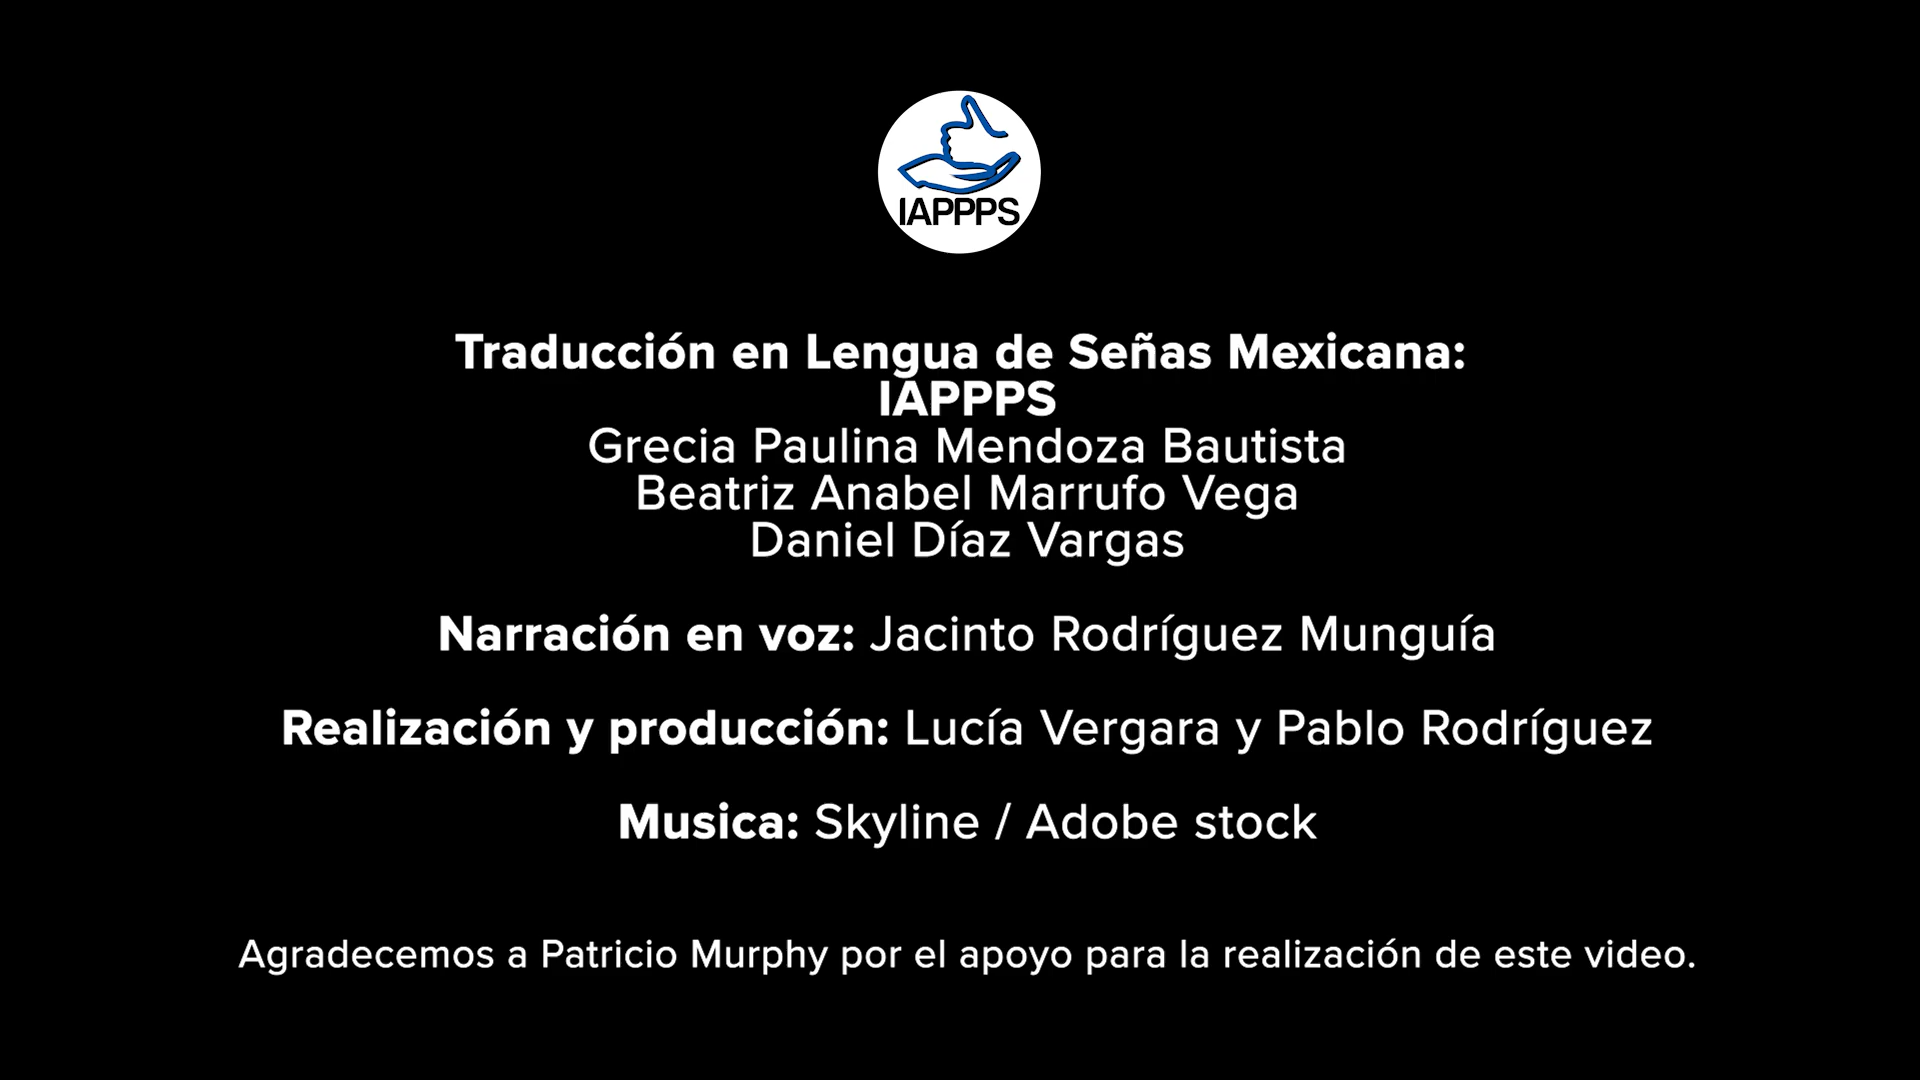 IAPPPS
Traducción en Lengua de Señas Mexicana:
IAPPPS
Grecia Paulina Mendoza Bautista
Beatriz Anabel Marrufo Vega
Daniel Díaz Vargas
Narración en voz: Jacinto Rodríguez Munguía
Realización y producción: Lucía Vergara y Pablo Rodríguez
Musica: Skyline / Adobe stock
Agradecemos a Patricio Murphy por el apoyo para la realización de este video.